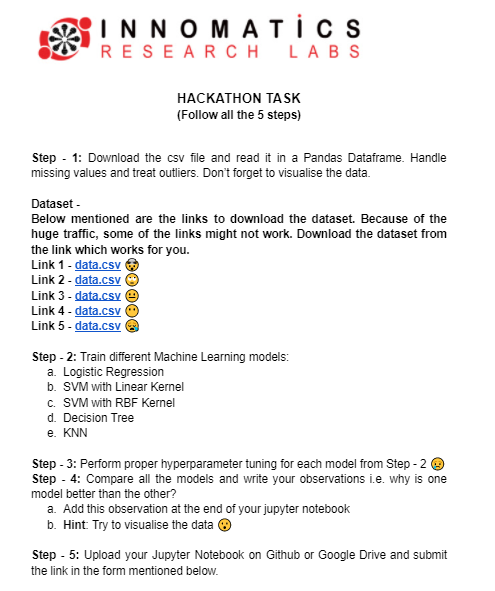 INNOMATICS
RESEARCH LABS
HACKATHON TASK
(Follow all the 5 steps)
Step - 1: Download the csv file and read it in a Pandas Dataframe. Handle
missing values and treat outliers. Don't forget to visualise the data.
Dataset -
Below mentioned are the links to download the dataset. Because of the
huge traffic, some of the links might not work. Download the dataset from
the link which works for you.
Link 1 - data.csv 😵
Link 2 - data.csv 🙄
Link 3 - data.csv 😐
Link 4 - data.csv 😶
Link 5 - data.csv 😪
Step - 2: Train different Machine Learning models:
a. Logistic Regression
b. SVM with Linear Kernel
c. SVM with RBF Kernel
d. Decision Tree
e. KNN
Step - 3: Perform proper hyperparameter tuning for each model from Step - 2 😢
Step - 4: Compare all the models and write your observations i.e. why is one
model better than the other?
a. Add this observation at the end of your jupyter notebook
b. Hint: Try to visualise the data 😯
Step - 5: Upload your Jupyter Notebook on Github or Google Drive and submit
the link in the form mentioned below.